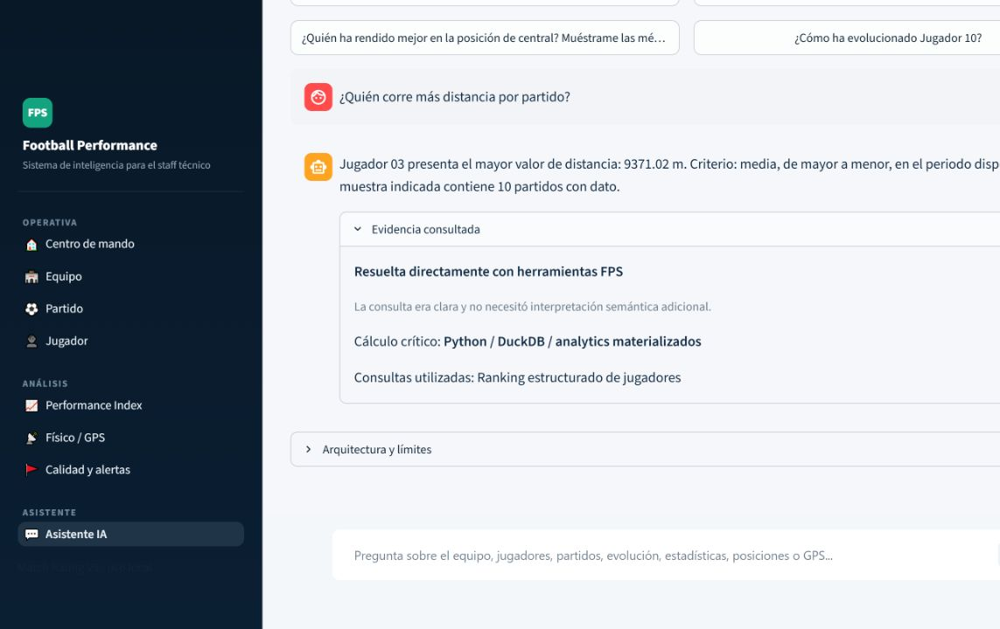 FPS
Football Performance
Sistema de inteligencia para el staff técnico
OPERATIVA
Centro de mando
Equipo
Partido
Jugador
ANÁLISIS
Performance Index
Físico / GPS
Calidad y alertas
ASISTENTE
Asistente IA
¿Quién ha rendido mejor en la posición de central? Muéstrame las mé…
¿Cómo ha evolucionado Jugador 10?
¿Quién corre más distancia por partido?
Jugador 03 presenta el mayor valor de distancia: 9371.02 m. Criterio: media, de mayor a menor, en el periodo disp
muestra indicada contiene 10 partidos con dato.
Evidencia consultada
Resuelta directamente con herramientas FPS
La consulta era clara y no necesitó interpretación semántica adicional.
Cálculo crítico: Python / DuckDB / analytics materializados
Consultas utilizadas: Ranking estructurado de jugadores
Arquitectura y límites
Pregunta sobre el equipo, jugadores, partidos, evolución, estadísticas, posiciones o GPS...